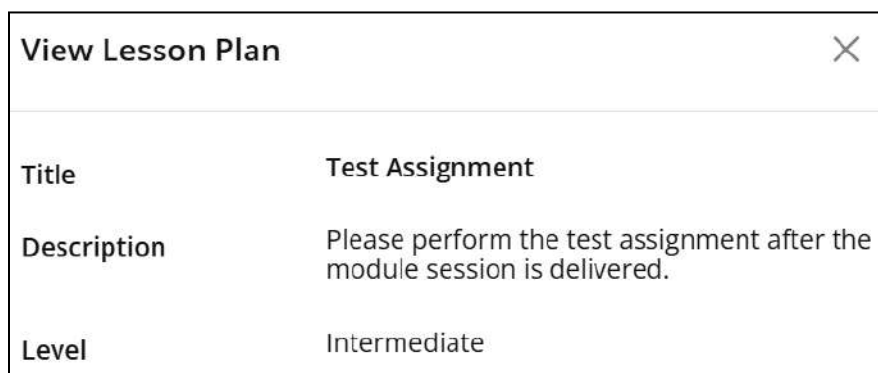 View Lesson Plan
Title Test Assignment
Description Please perform the test assignment after the
module session is delivered.
Level Intermediate